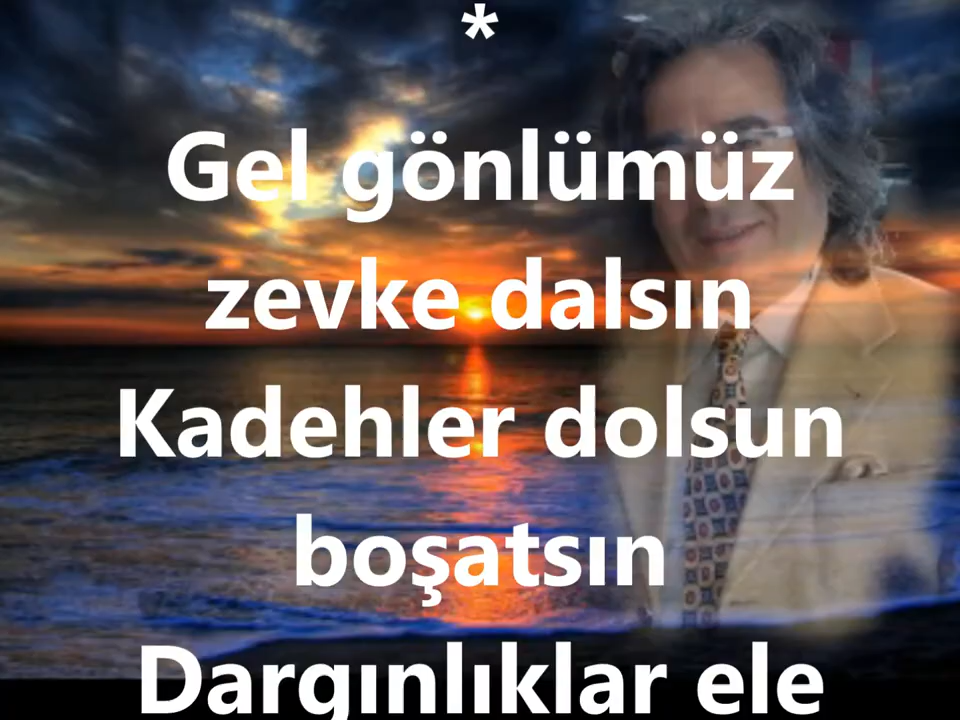 *
Gel gönlümüz
zevke dalsın
Kadehler dolsun
boşatsın
Dargınlıklar ele